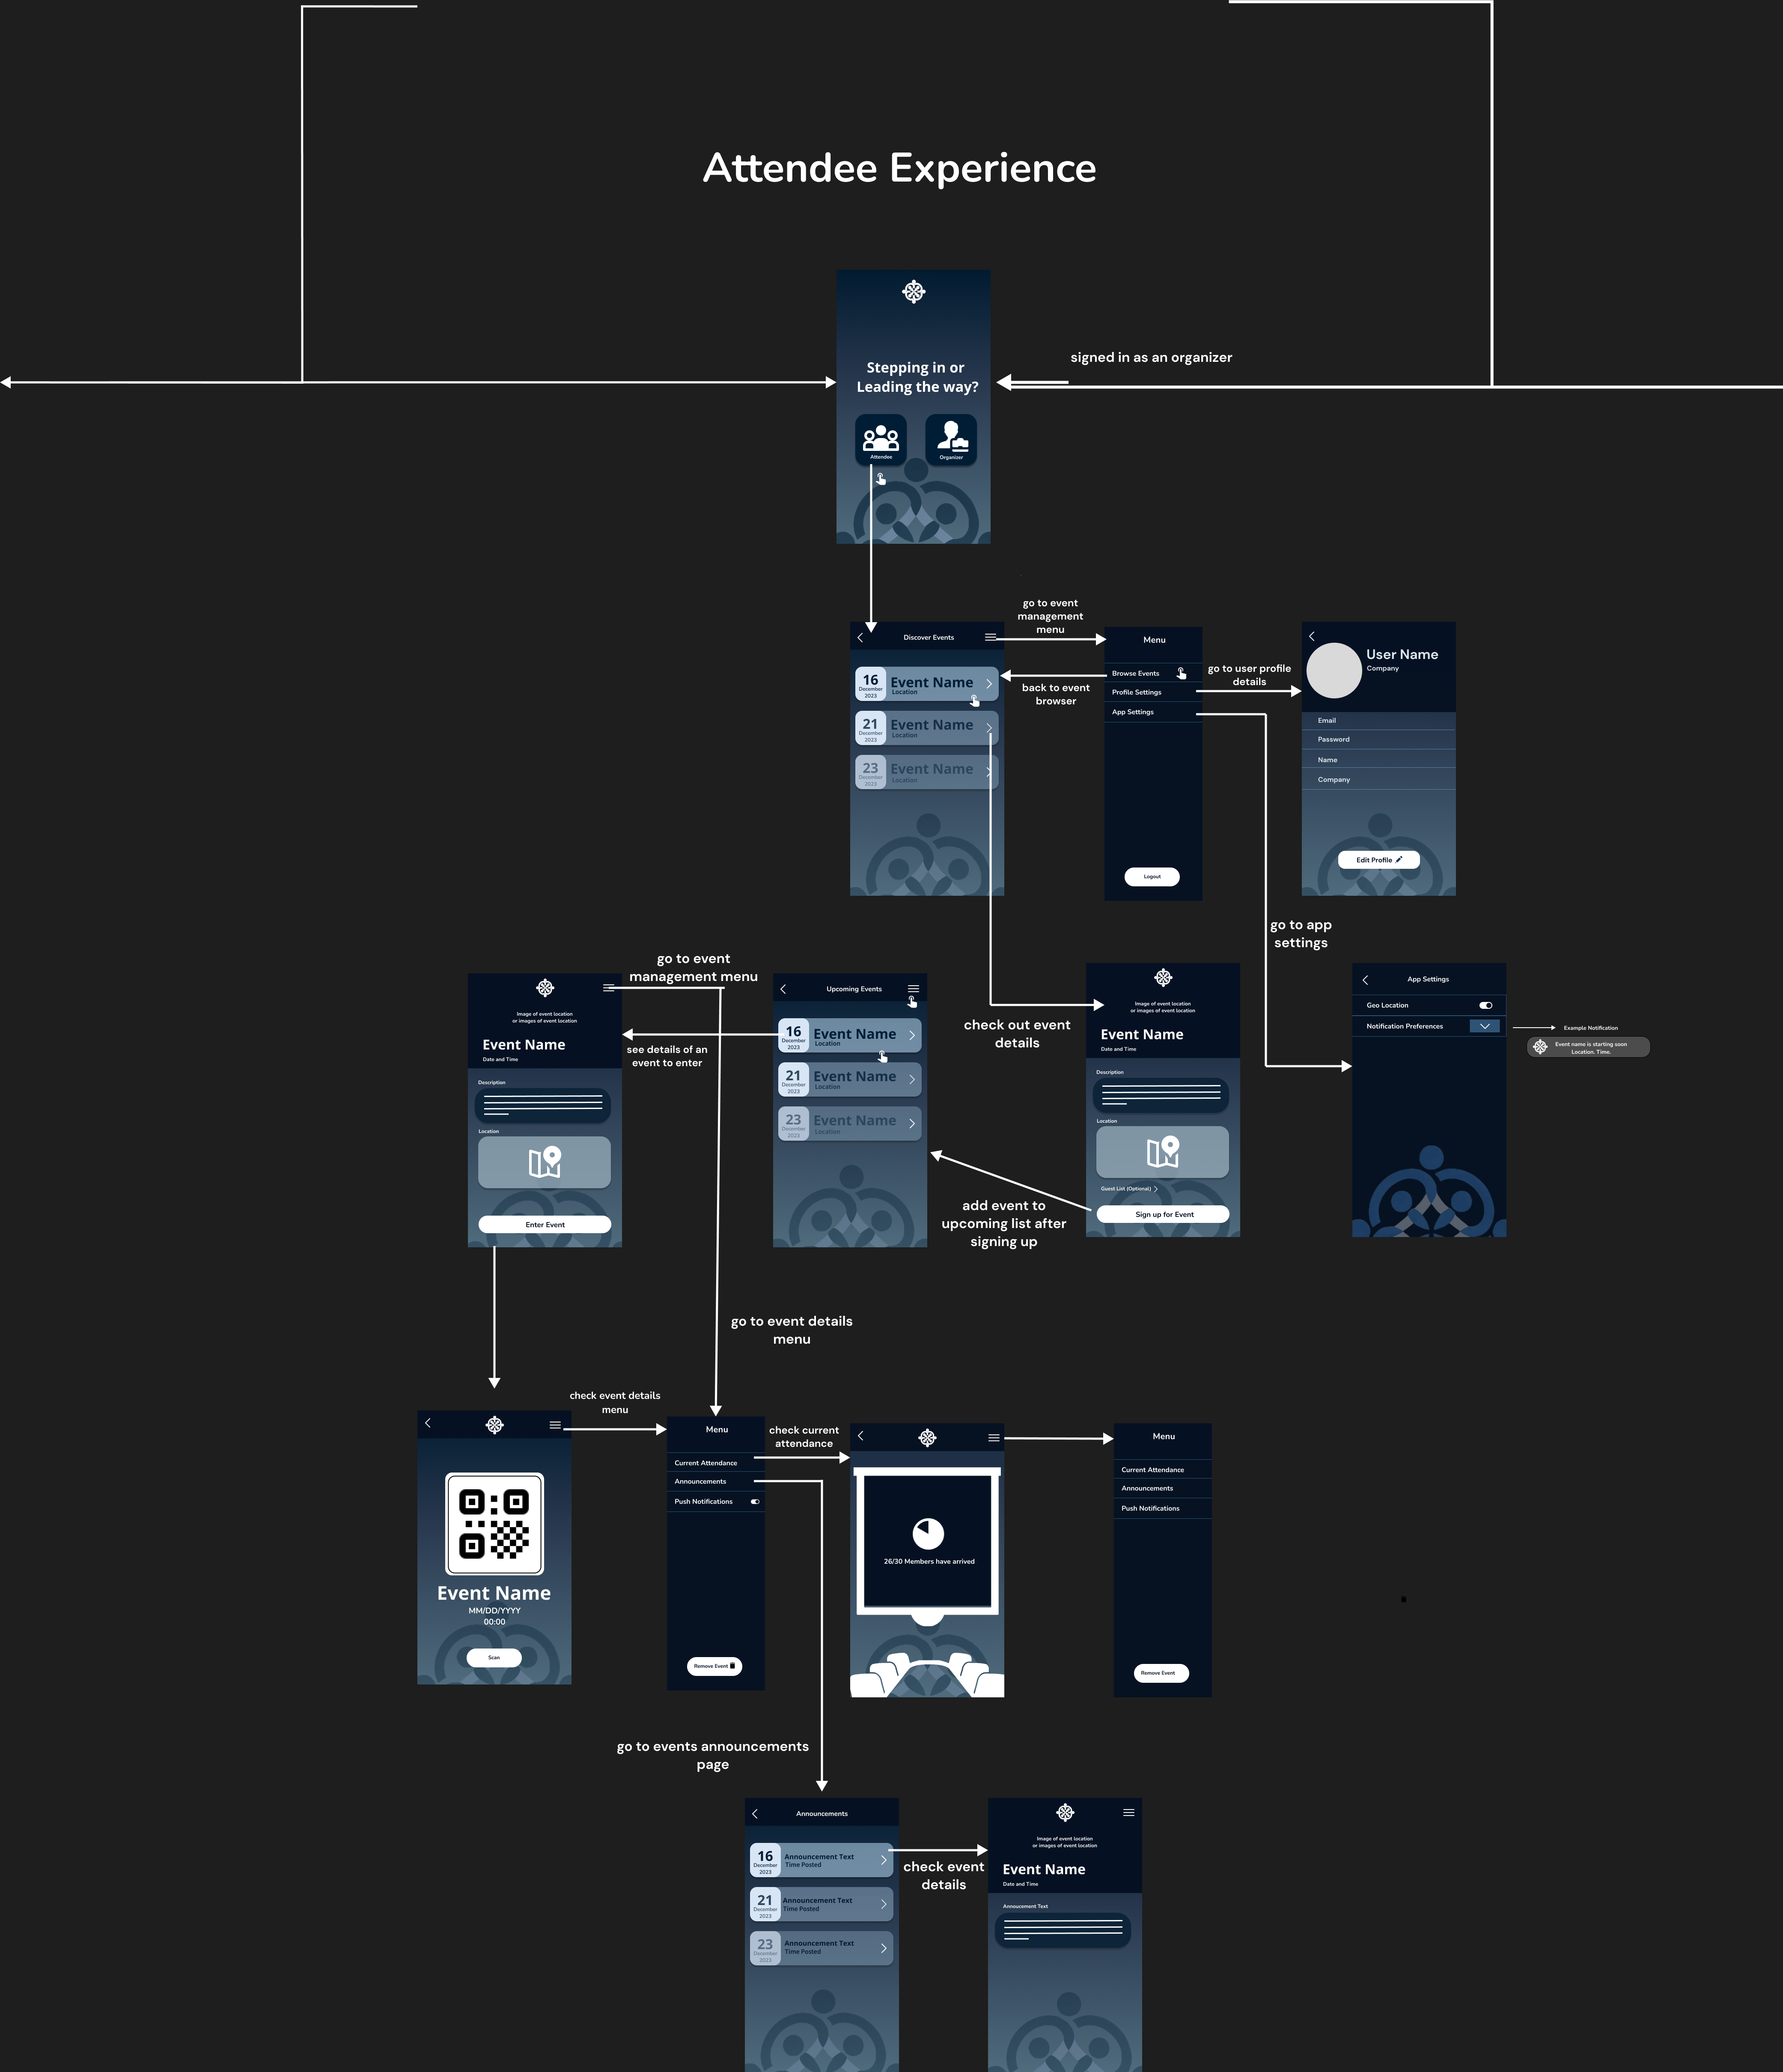 Attendee Experience
signed in as an organizer
Stepping in or
Leading the way?
Attendee
Organizer
go to event
management
menu
Discover Events
16
December
2023
Event Name
Location
21
December
2023
Event Name
Location
23
December
2023
Event Name
Location
back to event
browser
Menu
Browse Events
Profile Settings
App Settings
Logout
go to user profile
details
User Name
Company
Email
Password
Name
Company
Edit Profile
go to app
settings
go to event
management menu
Image of event location
or images of event location
Event Name
Date and Time
Description
Location
Enter Event
see details of an
event to enter
Upcoming Events
16
December
2023
Event Name
Location
21
December
2023
Event Name
Location
23
December
2023
Event Name
Location
check out event
details
add event to
upcoming list after
signing up
Image of event location
or images of event location
Event Name
Date and Time
Description
Location
Guest List (Optional)
Sign up for Event
App Settings
Geo Location
Notification Preferences
Example Notification
Event name is starting soon
Location. Time.
go to event details
menu
check event details
menu
Event Name
MM/DD/YYYY
00:00
Scan
Menu
Current Attendance
Announcements
Push Notifications
Remove Event
check current
attendance
26/30 Members have arrived
Menu
Current Attendance
Announcements
Push Notifications
Remove Event
go to events announcements
page
Announcements
16
December
2023
Announcement Text
Time Posted
21
December
2023
Announcement Text
Time Posted
23
December
2023
Announcement Text
Time Posted
check event
details
Image of event location
or images of event location
Event Name
Date and Time
Annoucement Text